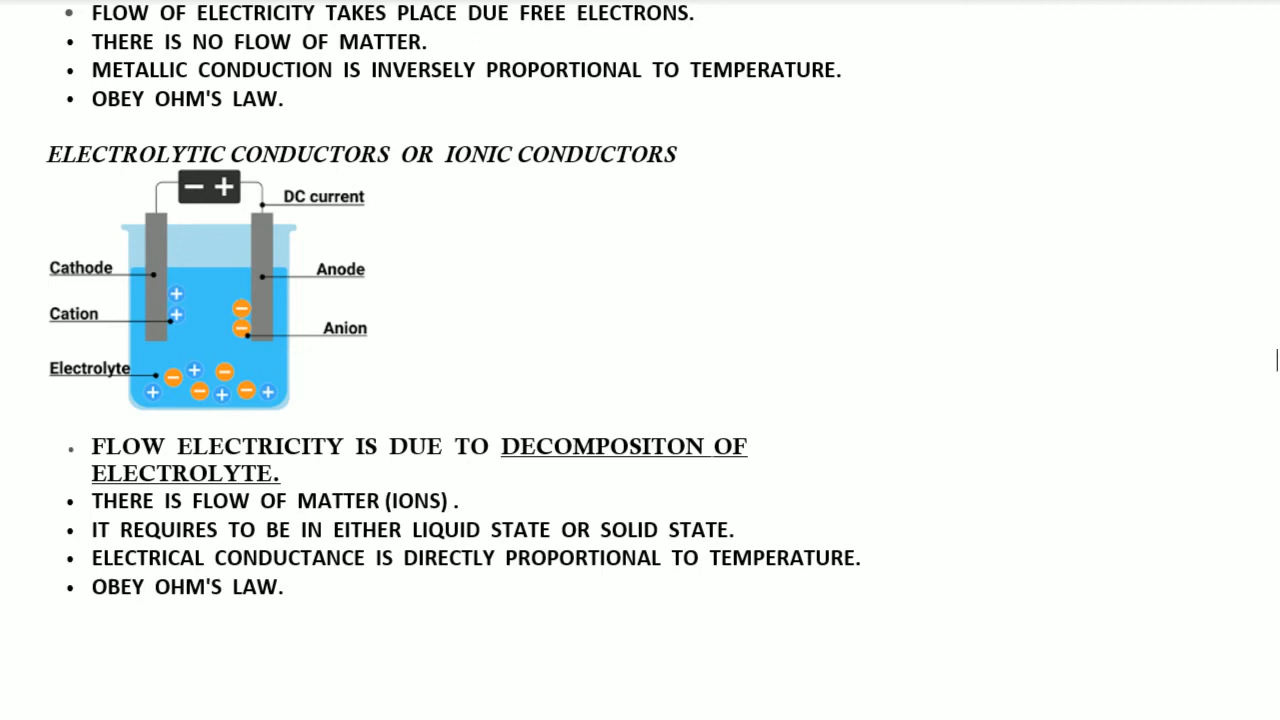 • FLOW OF ELECTRICITY TAKES PLACE DUE FREE ELECTRONS.
• THERE IS NO FLOW OF MATTER.
• METALLIC CONDUCTION IS INVERSELY PROPORTIONAL TO TEMPERATURE.
• OBEY OHM'S LAW.
ELECTROLYTIC CONDUCTORS OR IONIC CONDUCTORS
− +
DC current
Cathode
Anode
Cation
Anion
Electrolyte
• FLOW ELECTRICITY IS DUE TO DECOMPOSITON OF
ELECTROLYTE.
• THERE IS FLOW OF MATTER (IONS) .
• IT REQUIRES TO BE IN EITHER LIQUID STATE OR SOLID STATE.
• ELECTRICAL CONDUCTANCE IS DIRECTLY PROPORTIONAL TO TEMPERATURE.
• OBEY OHM'S LAW.